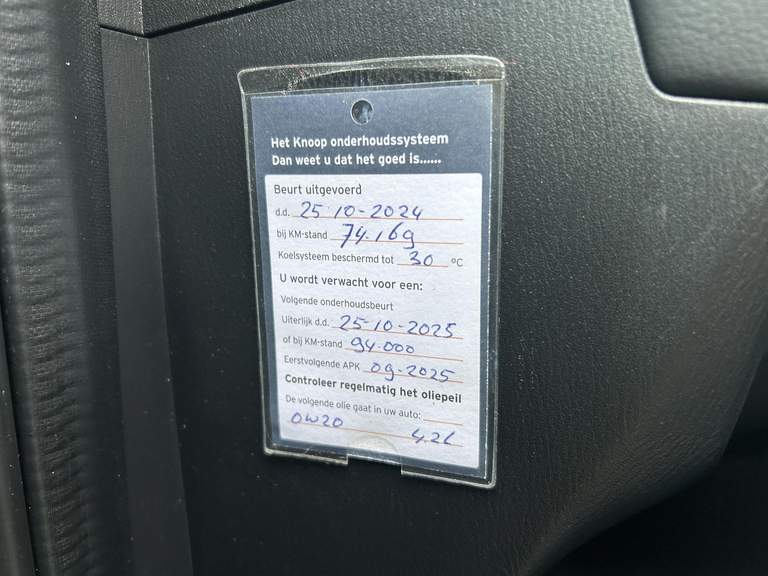 Het Knoop onderhoudssysteem
Dan weet u dat het goed is......
Beurt uitgevoerd
d.d. 25-10-2024
bij KM-stand 74.169
Koelsysteem beschermd tot 30 °C
U wordt verwacht voor een:
Volgende onderhoudsbeurt
Uiterlijk d.d. 25-10-2025
of bij KM-stand 94.000
Eerstvolgende APK 09-2025
Controleer regelmatig het oliepeil
De volgende olie gaat in uw auto:
0W20 4,2L